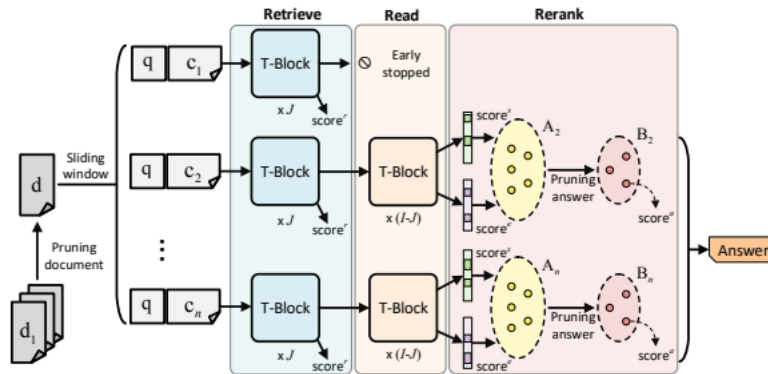 Retrieve
Read
Rerank
q
c1
T-Block
x J
score^r
Early
stopped
d
Sliding
window
Pruning
document
d1
q
c2
T-Block
x J
score^r
T-Block
x (I-J)
score^s
score^e
A2
Pruning
answer
B2
score^a
...
q
cn
T-Block
x J
score^r
T-Block
x (I-J)
score^s
score^e
An
Pruning
answer
Bn
score^a
Answer